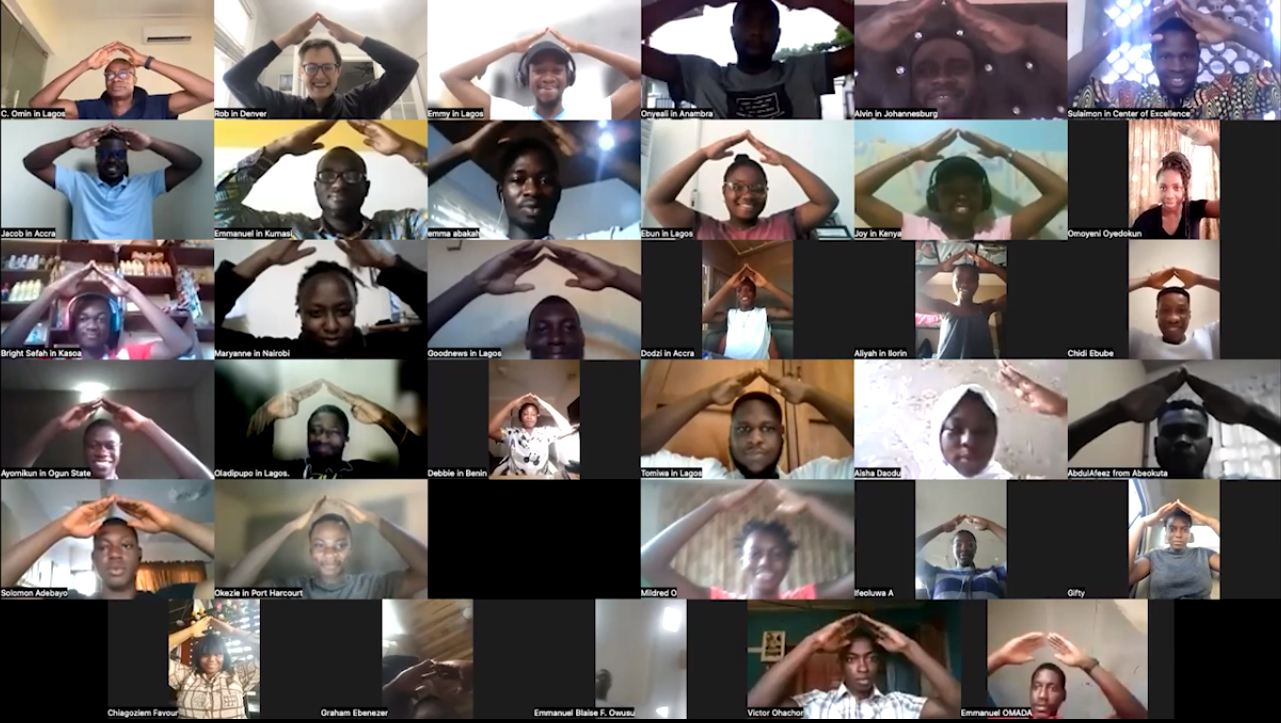 C. Omin in Lagos
Rob in Denver
Emmy in Lagos
Onyeali in Anambra
Alvin in Johannesburg
Sulaimon in Center of Excellence
Jacob in Accra
Emmanuel in Kumasi
emma abakah
Ebun in Lagos
Joy in Kenya
Omoyeni Oyedokun
Bright Sefah in Kasoa
Maryanne in Nairobi
Goodnews in Lagos
Dodzi in Accra
Aliyah in Ilorin
Chidi Ebube
Ayomikun in Ogun State
Oladipupo in Lagos.
Debbie in Benin
Tomiwa in Lagos
Aisha Daodu
AbdulAfeez from Abeokuta
Solomon Adebayo
Okezie in Port Harcourt
Mildred O
Ifeoluwa A
Gifty
Chiagoziem Favour
Graham Ebenezer
Emmanuel Blaise F. Owusu
Victor Ohachor
Emmanuel OMADA